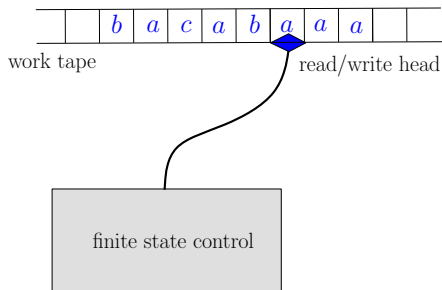 b a c a b a a a
work tape
read/write head
finite state control